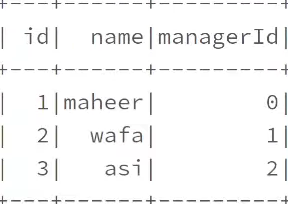 +---+------+---------+
| id|  name|managerId|
+---+------+---------+
|  1|maheer|        0|
|  2|  wafa|        1|
|  3|   asi|        2|
+---+------+---------+